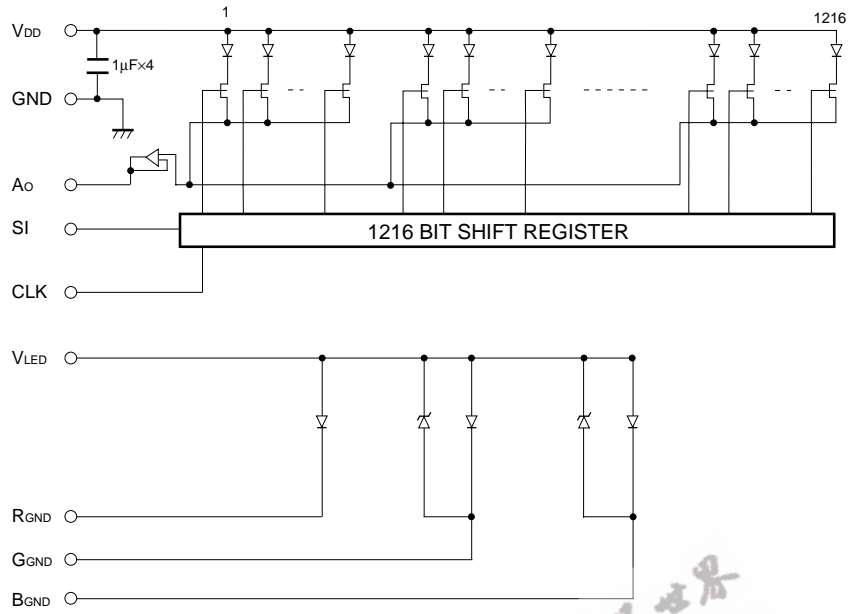 1
1216
VDD
1μF×4
GND
AO
SI
1216 BIT SHIFT REGISTER
CLK
VLED
RGND
GGND
BGND